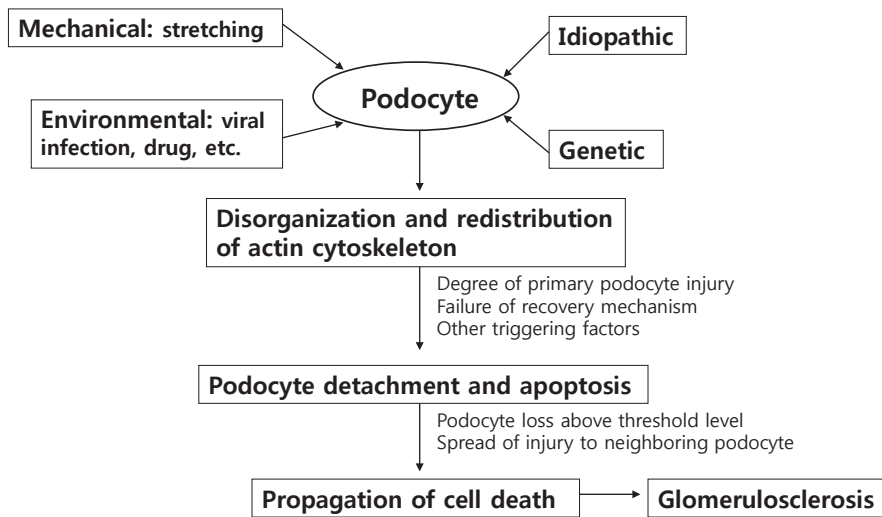 Mechanical: stretching
Idiopathic
Podocyte
Environmental: viral
infection, drug, etc.
Genetic
Disorganization and redistribution
of actin cytoskeleton
Degree of primary podocyte injury
Failure of recovery mechanism
Other triggering factors
Podocyte detachment and apoptosis
Podocyte loss above threshold level
Spread of injury to neighboring podocyte
Propagation of cell death
Glomerulosclerosis